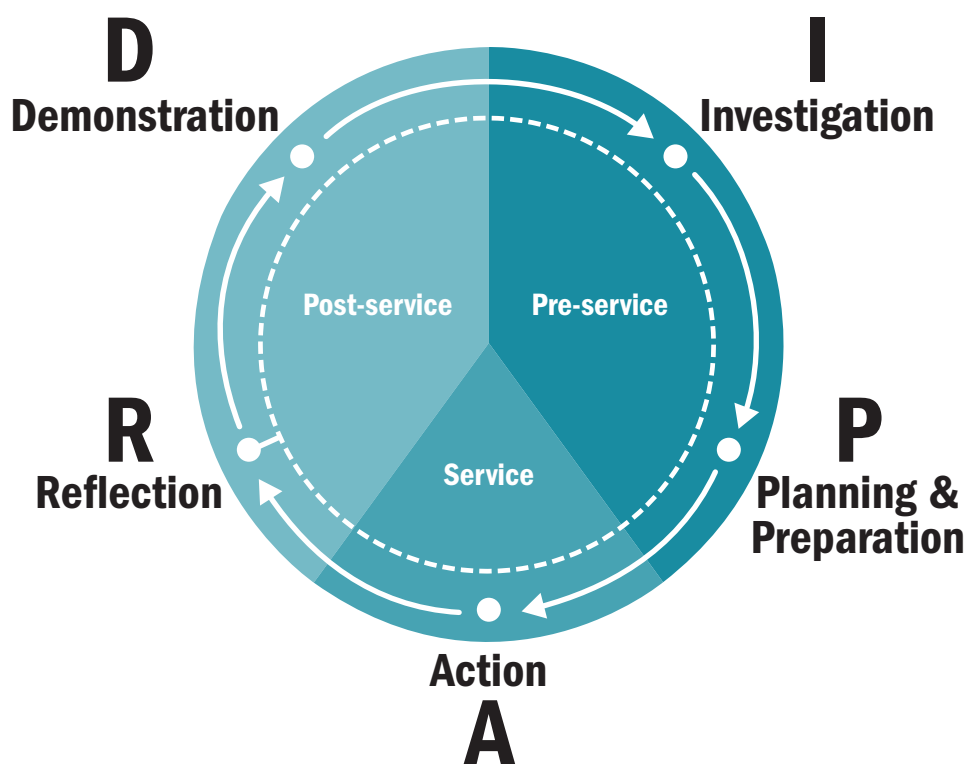 D
Demonstration
I
Investigation
Post-service
Pre-service
R
Reflection
P
Planning &
Preparation
Service
Action
A